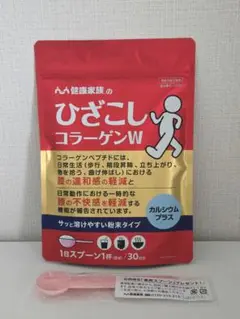 健康家族の
ひざこし
コラーゲンW
コラーゲンペプチドには、
日常生活(歩行、階段昇降、立ち上がり、
物を拾う、曲げ伸ばし)における
膝の違和感の軽減と
日常動作における一時的な
腰の不快感を軽減する
機能が報告されています。
カルシウム
プラス
サッと溶けやすい粉末タイプ
1日スプーン1杯
30日分